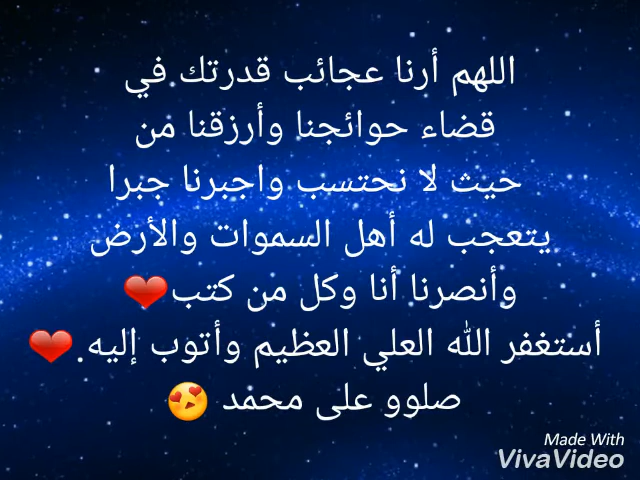 اللهم أرنا عجائب قدرتك في
قضاء حوائجنا وأرزقنا من
حيث لا نحتسب واجبرنا جبرا
يتعجب له أهل السموات والأرض
وأنصرنا أنا وكل من كتب❤
أستغفر الله العلي العظيم وأتوب إليه. ❤
صلوو على محمد 😍
Made With
VivaVideo